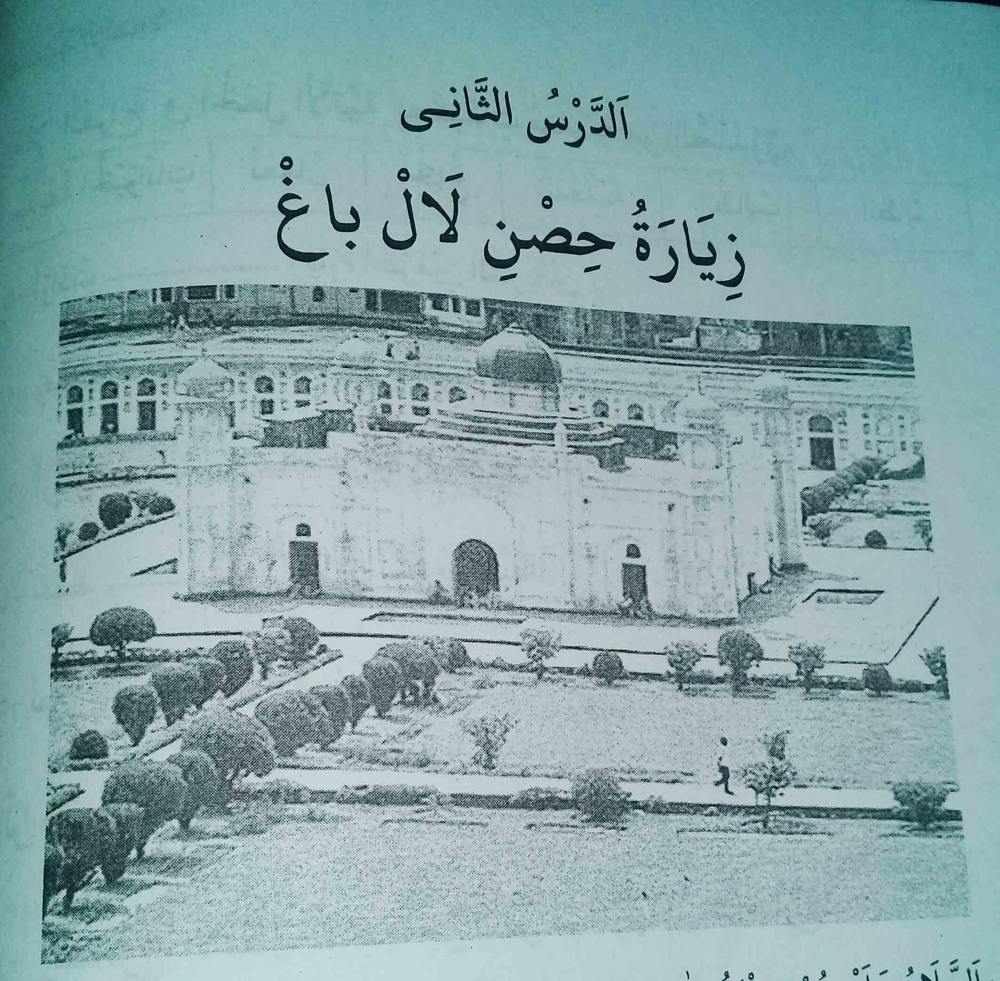 اَلدَّرْسُ الثَّانِى
زِيَارَةُ حِصْنِ لَالْ باغْ